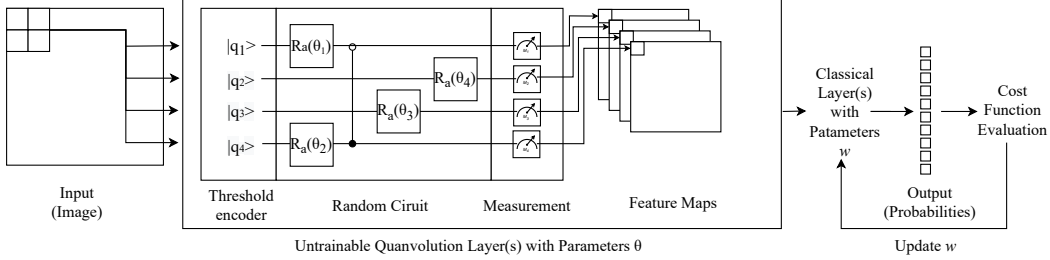 |q₁>
Rₐ(θ₁)
|q₂>
Rₐ(θ₄)
|q₃>
Rₐ(θ₃)
|q₄>
Rₐ(θ₂)
Input
(Image)
Threshold
encoder
Random Ciruit
Measurement
Feature Maps
Untrainable Quanvolution Layer(s) with Parameters θ
Classical
Layer(s)
with
Patameters
w
Output
(Probabilities)
Cost
Function
Evaluation
Update w